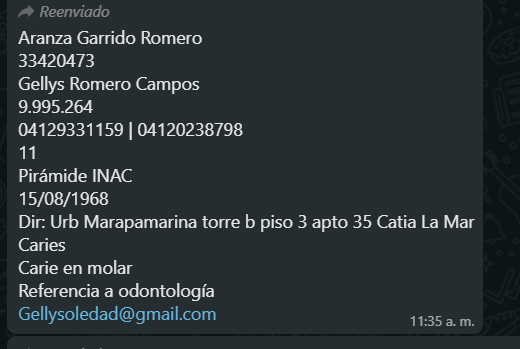 Reenviado
Aranza Garrido Romero
33420473
Gellys Romero Campos
9.995.264
04129331159 | 04120238798
11
Pirámide INAC
15/08/1968
Dir: Urb Marapamarina torre b piso 3 apto 35 Catia La Mar
Caries
Carie en molar
Referencia a odontología
Gellysoledad@gmail.com
11:35 a. m.